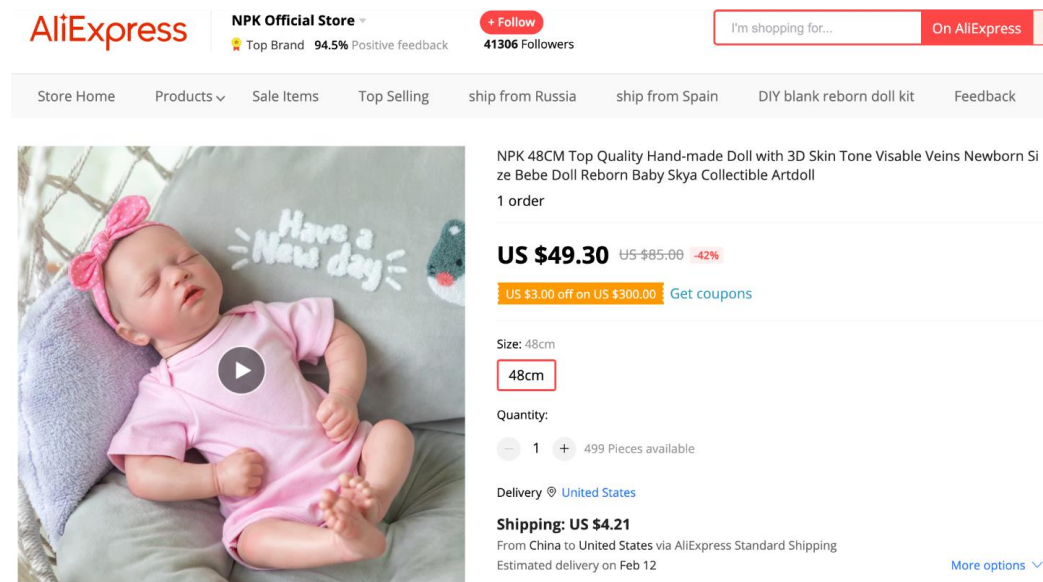 AliExpress
NPK Official Store
Top Brand 94.5% Positive feedback
+ Follow
41306 Followers
I'm shopping for...
On AliExpress
Store Home Products Sale Items Top Selling ship from Russia ship from Spain DIY blank reborn doll kit Feedback
Have a
New day
NPK 48CM Top Quality Hand-made Doll with 3D Skin Tone Visable Veins Newborn Si
ze Bebe Doll Reborn Baby Skya Collectible Artdoll
1 order
US $49.30 US $85.00 -42%
US $3.00 off on US $300.00 Get coupons
Size: 48cm
48cm
Quantity:
− 1 + 499 Pieces available
Delivery United States
Shipping: US $4.21
From China to United States via AliExpress Standard Shipping
Estimated delivery on Feb 12 More options